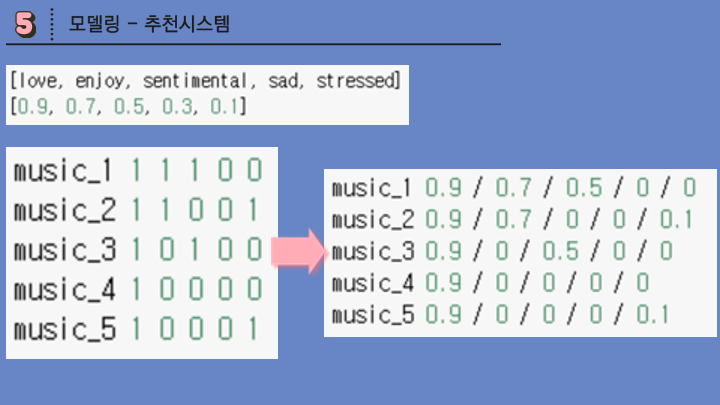 5 모델링 - 추천시스템
[love, enjoy, sentimental, sad, stressed]
[0.9, 0.7, 0.5, 0.3, 0.1]
music_1 1 1 1 0 0
music_2 1 1 0 0 1
music_3 1 0 1 0 0
music_4 1 0 0 0 0
music_5 1 0 0 0 1
music_1 0.9 / 0.7 / 0.5 / 0 / 0
music_2 0.9 / 0.7 / 0 / 0 / 0.1
music_3 0.9 / 0 / 0.5 / 0 / 0
music_4 0.9 / 0 / 0 / 0 / 0
music_5 0.9 / 0 / 0 / 0 / 0.1